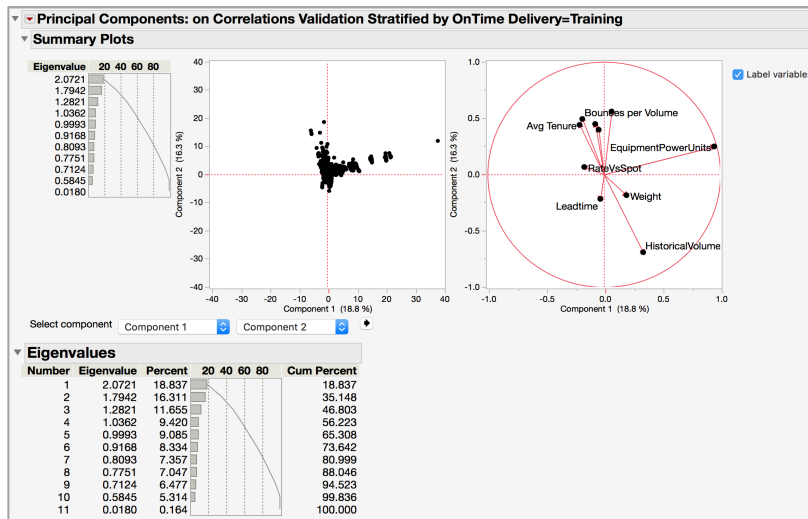 Principal Components: on Correlations Validation Stratified by OnTime Delivery=Training
Summary Plots
Eigenvalue 20 40 60 80
2.0721
1.7942
1.2821
1.0362
0.9993
0.9168
0.8093
0.7751
0.7124
0.5845
0.0180
Component 2 (16.3 %)
40
30
20
10
0
-10
-20
-30
-40
-40 -30 -20 -10 0 10 20 30 40
Component 1 (18.8 %)
Component 2 (16.3 %)
1.0
0.5
0.0
-0.5
-1.0
Bounces per Volume
Avg Tenure
EquipmentPowerUnits
RateVsSpot
Weight
Leadtime
HistoricalVolume
-1.0 -0.5 0.0 0.5 1.0
Component 1 (18.8 %)
Label variables
Select component Component 1 Component 2
Eigenvalues
Number Eigenvalue Percent 20 40 60 80 Cum Percent
1 2.0721 18.837 18.837
2 1.7942 16.311 35.148
3 1.2821 11.655 46.803
4 1.0362 9.420 56.223
5 0.9993 9.085 65.308
6 0.9168 8.334 73.642
7 0.8093 7.357 80.999
8 0.7751 7.047 88.046
9 0.7124 6.477 94.523
10 0.5845 5.314 99.836
11 0.0180 0.164 100.000